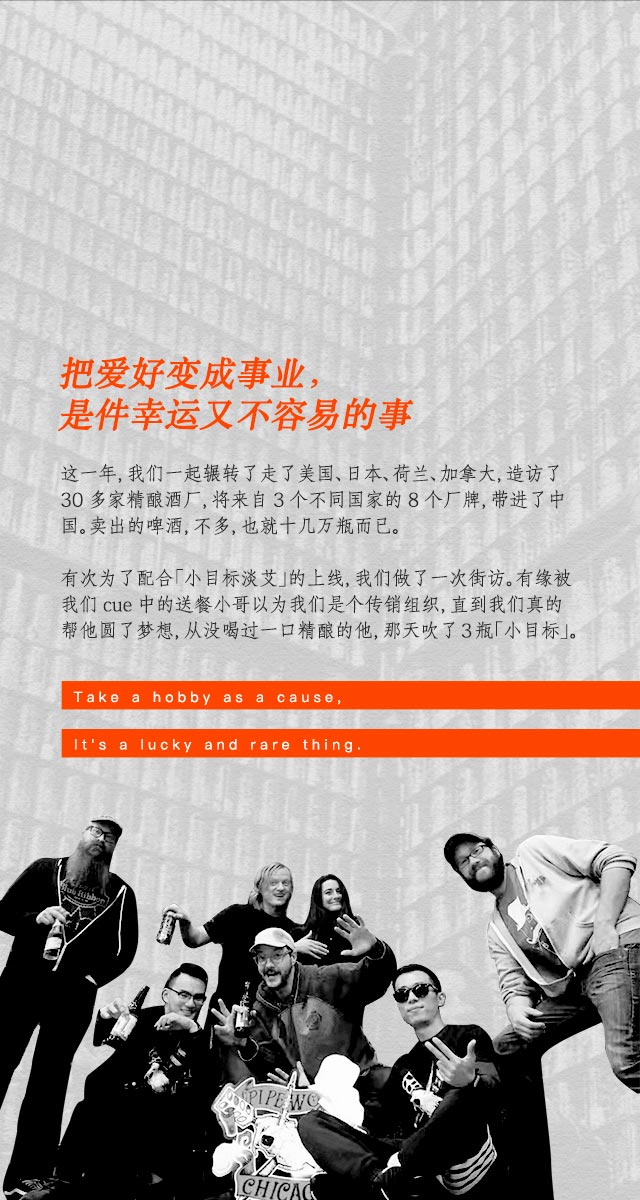 把爱好变成事业，
是件幸运又不容易的事
这一年，我们一起辗转了走了美国、日本、荷兰、加拿大，造访了
30 多家精酿酒厂，将来自 3 个不同国家的 8 个厂牌，带进了中
国。卖出的啤酒，不多，也就十几万瓶而已。
有次为了配合「小目标淡艾」的上线，我们做了一次街访。有缘被
我们 cue 中的送餐小哥以为我们是个传销组织，直到我们真的
帮他圆了梦想，从没喝过一口精酿的他，那天吹了 3 瓶「小目标」。
Take a hobby as a cause,
It's a lucky and rare thing.
Blue Ribbon
PIPE WO
CHICAG